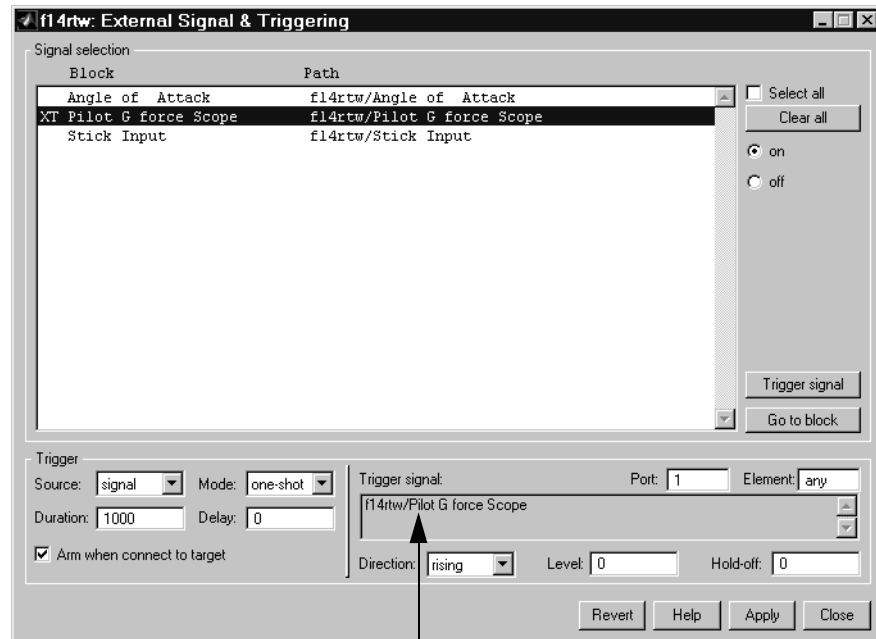 f14rtw: External Signal & Triggering
Signal selection
Block Path
Angle of Attack f14rtw/Angle of Attack
XT Pilot G force Scope f14rtw/Pilot G force Scope
Stick Input f14rtw/Stick Input
Select all
Clear all
on
off
Trigger signal
Go to block
Trigger
Source: signal Mode: one-shot
Duration: 1000 Delay: 0
Arm when connect to target
Trigger signal: Port: 1 Element: any
f14rtw/Pilot G force Scope
Direction: rising Level: 0 Hold-off: 0
Revert Help Apply Close